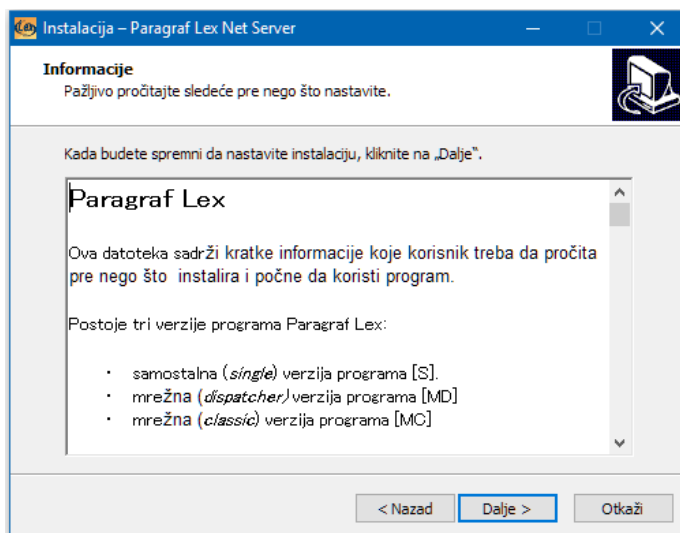 Instalacija – Paragraf Lex Net Server
Informacije
Pažljivo pročitajte sledeće pre nego što nastavite.
Kada budete spremni da nastavite instalaciju, kliknite na „Dalje“.
Paragraf Lex
Ova datoteka sadrži kratke informacije koje korisnik treba da pročita
pre nego što  instalira i počne da koristi program.
Postoje tri verzije programa Paragraf Lex:
· samostalna (single) verzija programa [S].
· mrežna (dispatcher) verzija programa [MD]
· mrežna (classic) verzija programa [MC]
< Nazad
Dalje >
Otkaži